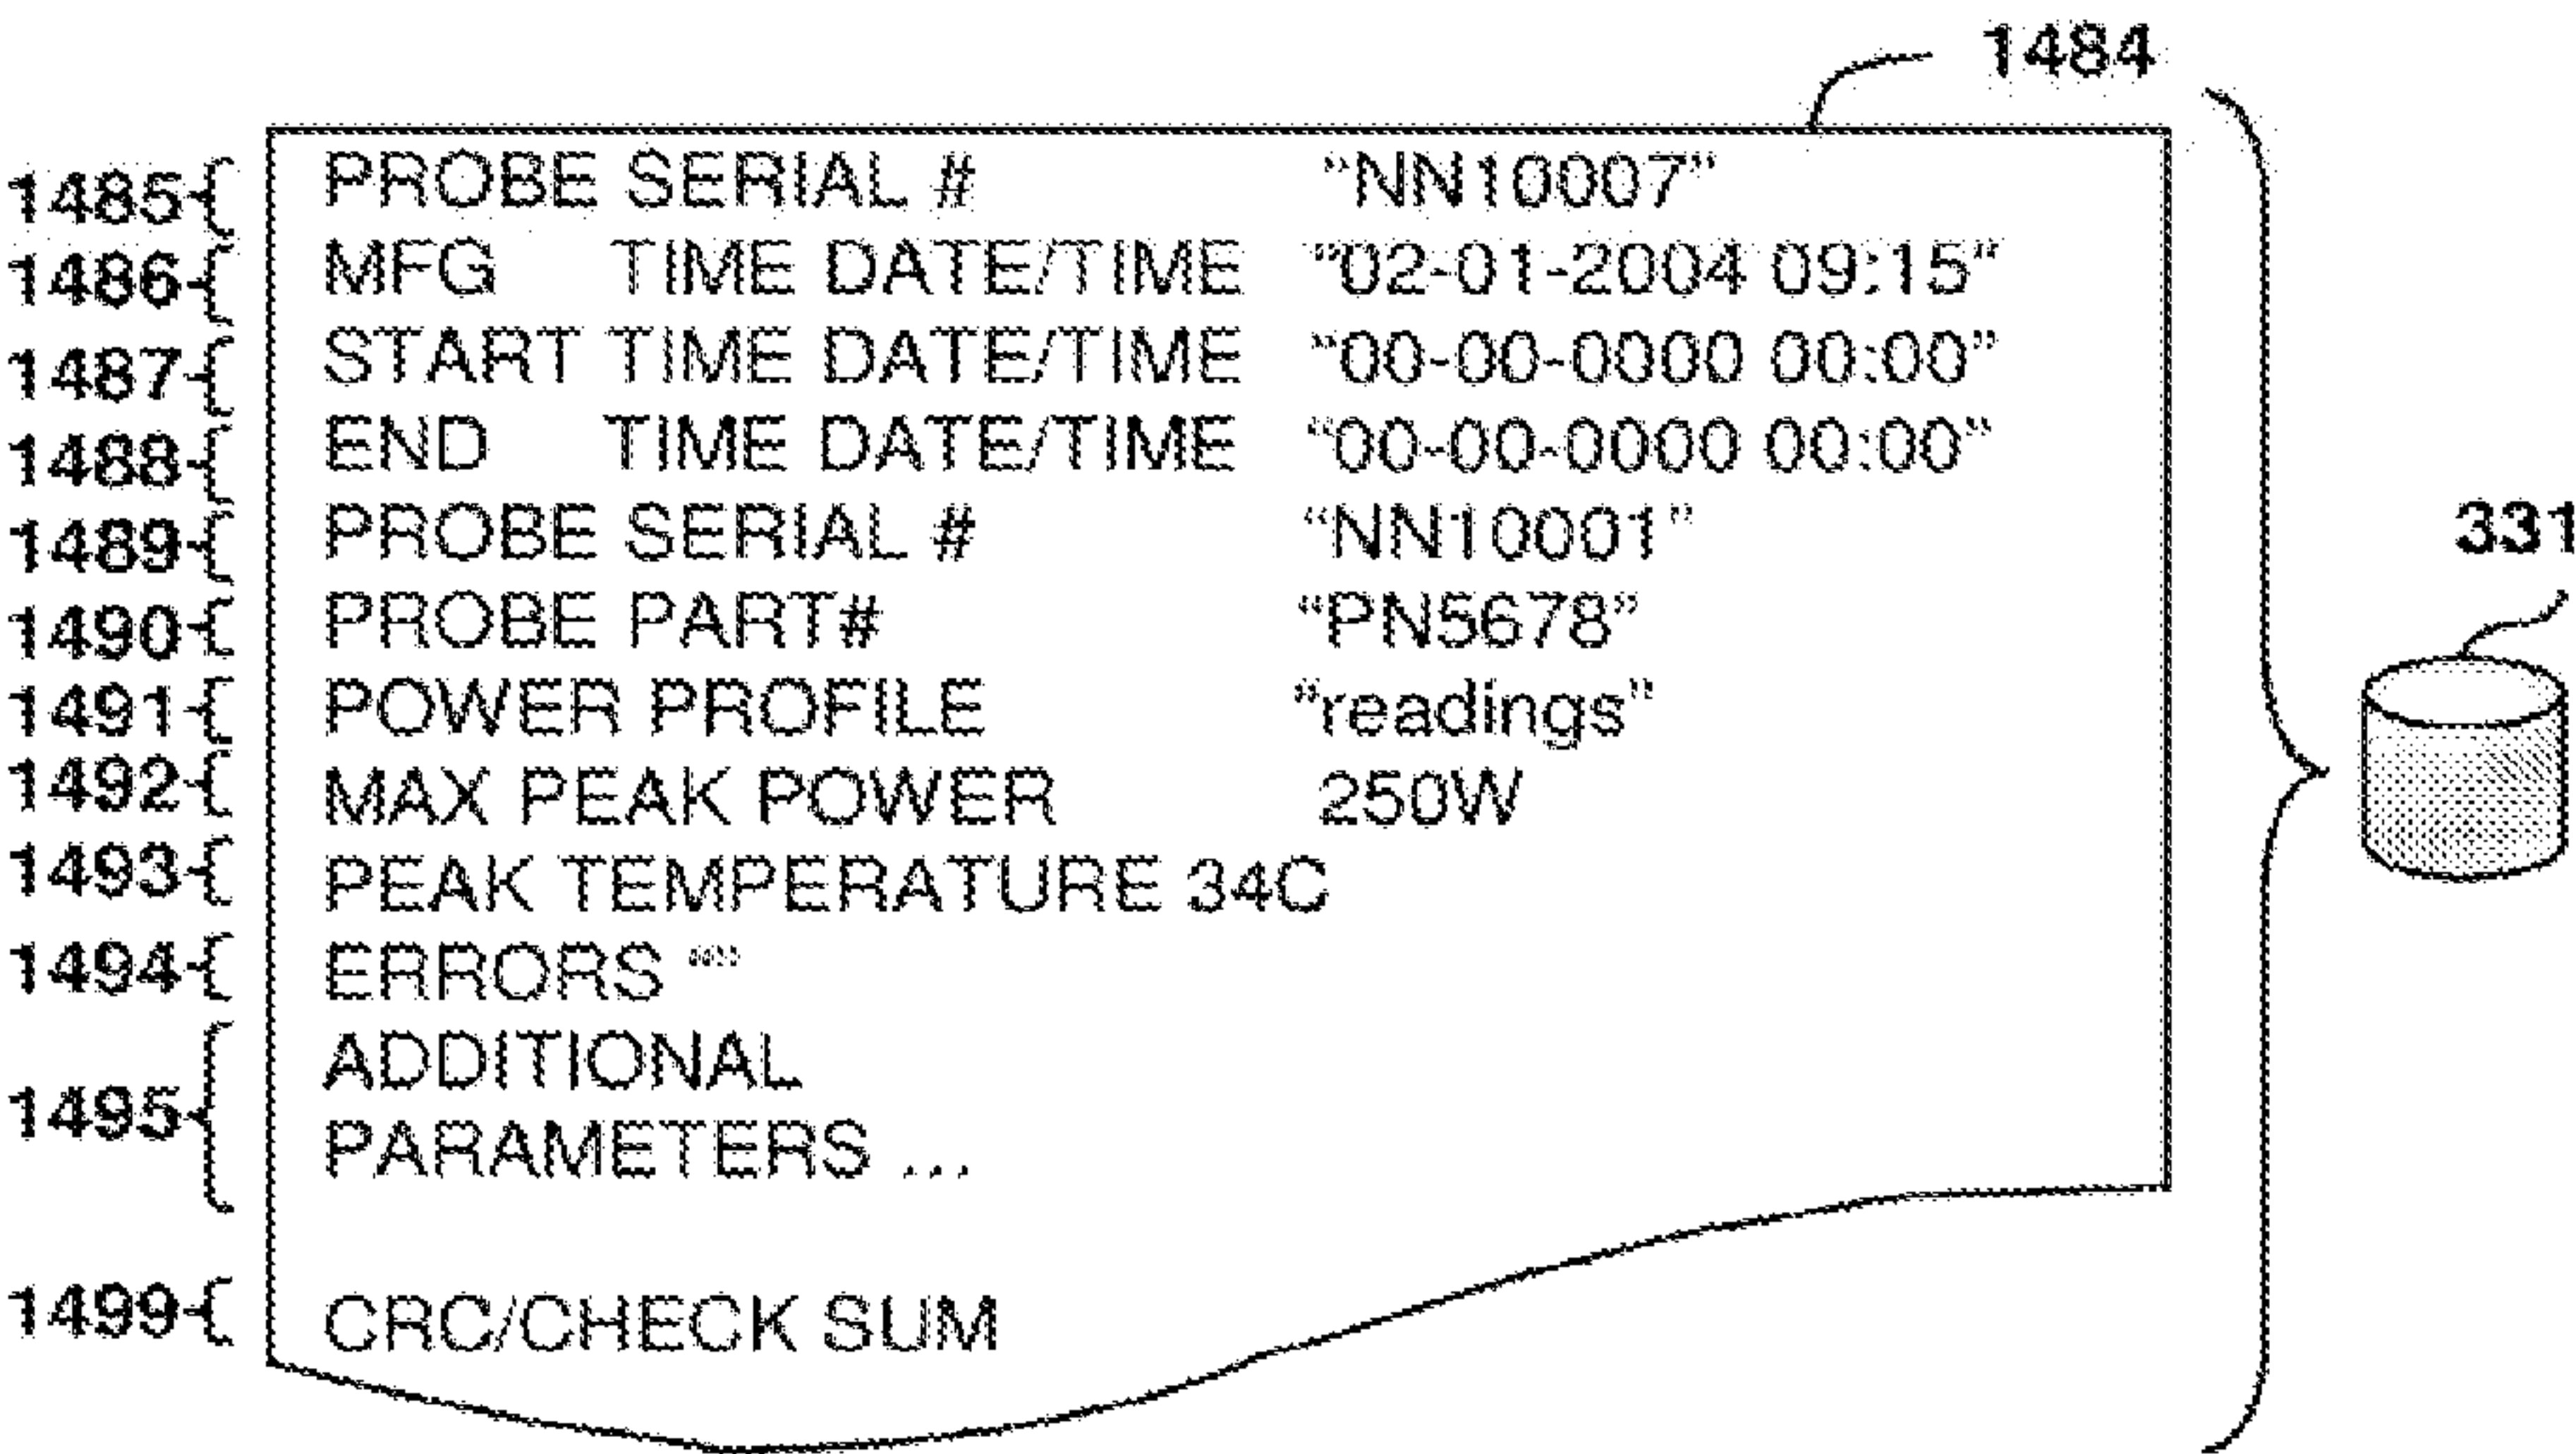 1484
1485 PROBE SERIAL # “NN10007”
1486 MFG TIME DATE/TIME “02-01-2004 09:15”
1487 START TIME DATE/TIME “00-00-0000 00:00”
1488 END TIME DATE/TIME “00-00-0000 00:00”
1489 PROBE SERIAL # “NN10001”
331
1490 PROBE PART# “PN5678”
1491 POWER PROFILE “readings”
1492 MAX PEAK POWER 250W
1493 PEAK TEMPERATURE 34C
1494 ERRORS “”
1495 ADDITIONAL
PARAMETERS ...
1499 CRC/CHECK SUM